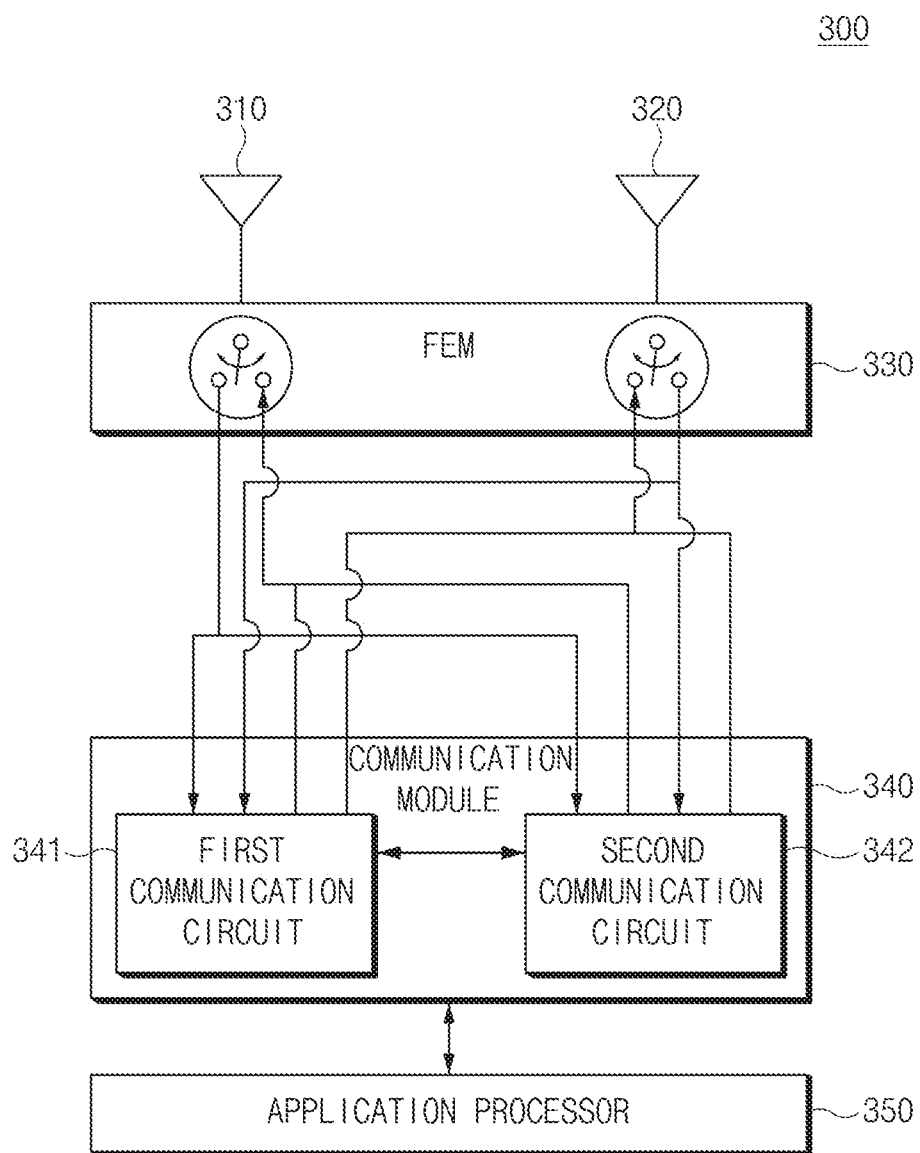 300
310
320
FEM
330
COMMUNICATION
MODULE
340
341
FIRST
COMMUNICATION
CIRCUIT
SECOND
COMMUNICATION
CIRCUIT
342
APPLICATION PROCESSOR
350